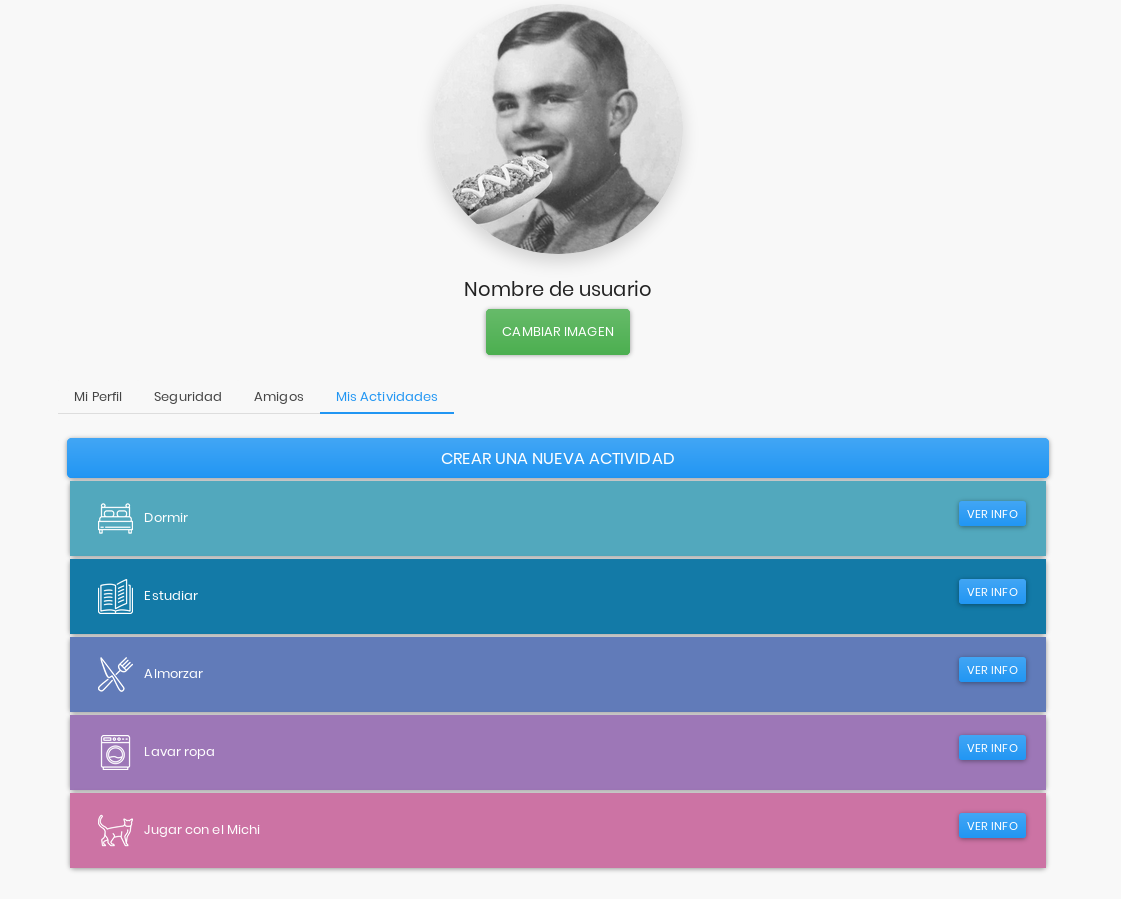 Nombre de usuario
CAMBIAR IMAGEN
Mi Perfil Seguridad Amigos Mis Actividades
CREAR UNA NUEVA ACTIVIDAD
Dormir VER INFO
Estudiar VER INFO
Almorzar VER INFO
Lavar ropa VER INFO
Jugar con el Michi VER INFO